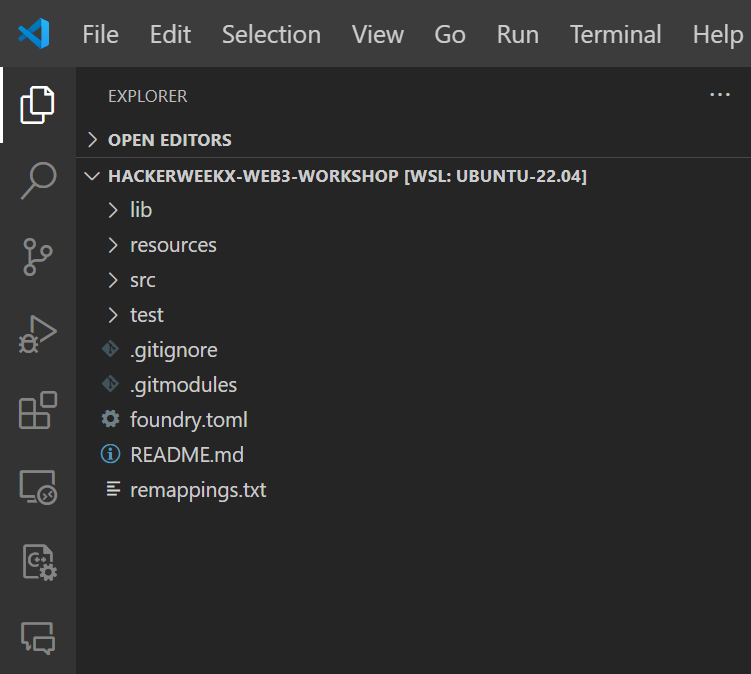 File Edit Selection View Go Run Terminal Help
EXPLORER ...
OPEN EDITORS
HACKERWEEKX-WEB3-WORKSHOP [WSL: UBUNTU-22.04]
lib
resources
src
test
.gitignore
.gitmodules
foundry.toml
README.md
remappings.txt